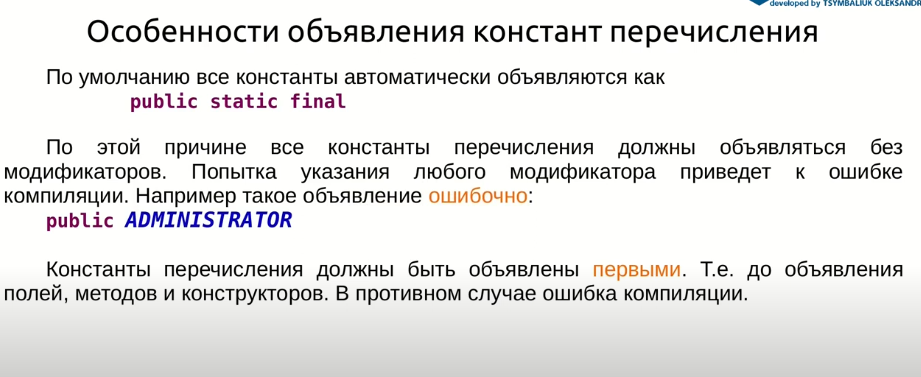 developed by TSYMBALIUK OLEKSANDR
Особенности объявления констант перечисления
По умолчанию все константы автоматически объявляются как
public static final
По этой причине все константы перечисления должны объявляться без
модификаторов. Попытка указания любого модификатора приведет к ошибке
компиляции. Например такое объявление ошибочно:
public ADMINISTRATOR
Константы перечисления должны быть объявлены первыми. Т.е. до объявления
полей, методов и конструкторов. В противном случае ошибка компиляции.